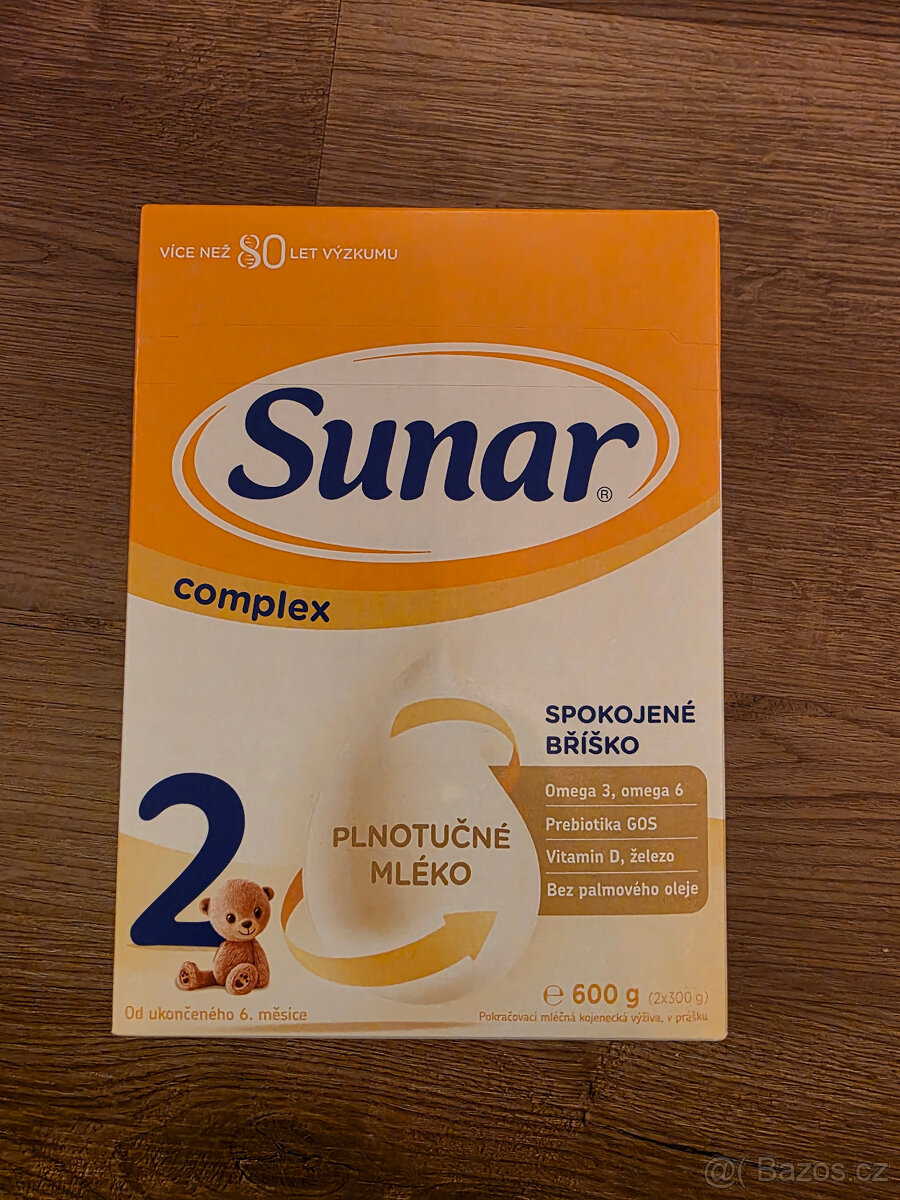 VÍCE NEŽ 80 LET VÝZKUMU
Sunar®
complex
SPOKOJENÉ
BŘÍŠKO
Omega 3, omega 6
Prebiotika GOS
Vitamin D, železo
Bez palmového oleje
PLNOTUČNÉ
MLÉKO
2
Od ukončeného 6. měsíce
℮ 600 g (2x300 g)
Pokračovací mléčná kojenecká výživa, v prášku
@( Bazos.cz